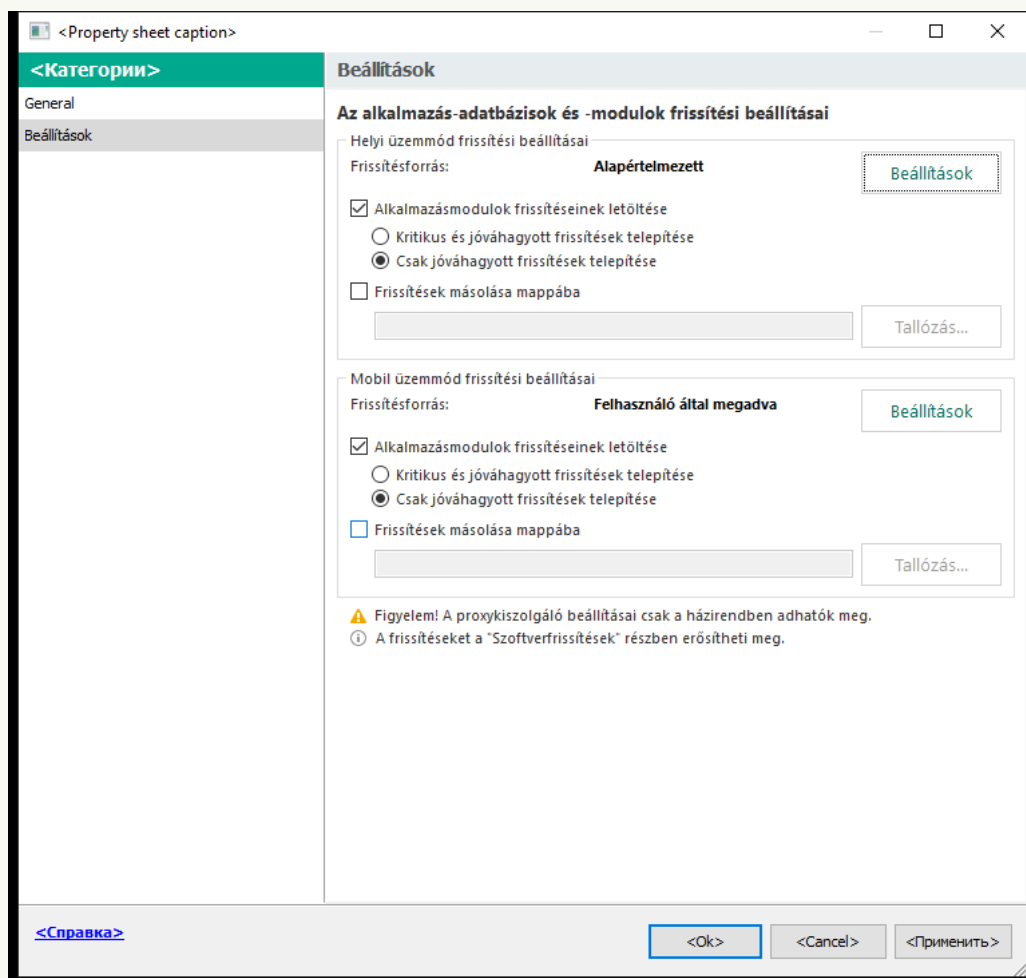 <Property sheet caption>
<Категории>
General
Beállítások
Beállítások
Az alkalmazás-adatbázisok és -modulok frissítési beállításai
Helyi üzemmód frissítési beállításai
Frissítésforrás: Alapértelmezett Beállítások
Alkalmazásmodulok frissítéseinek letöltése
Kritikus és jóváhagyott frissítések telepítése
Csak jóváhagyott frissítések telepítése
Frissítések másolása mappába
Tallózás...
Mobil üzemmód frissítési beállításai
Frissítésforrás: Felhasználó által megadva Beállítások
Alkalmazásmodulok frissítéseinek letöltése
Kritikus és jóváhagyott frissítések telepítése
Csak jóváhagyott frissítések telepítése
Frissítések másolása mappába
Tallózás...
Figyelem! A proxykiszolgáló beállításai csak a házirendben adhatók meg.
A frissítéseket a "Szoftverfrissítések" részben erősítheti meg.
<Справка>
<Ok> <Cancel> <Применить>